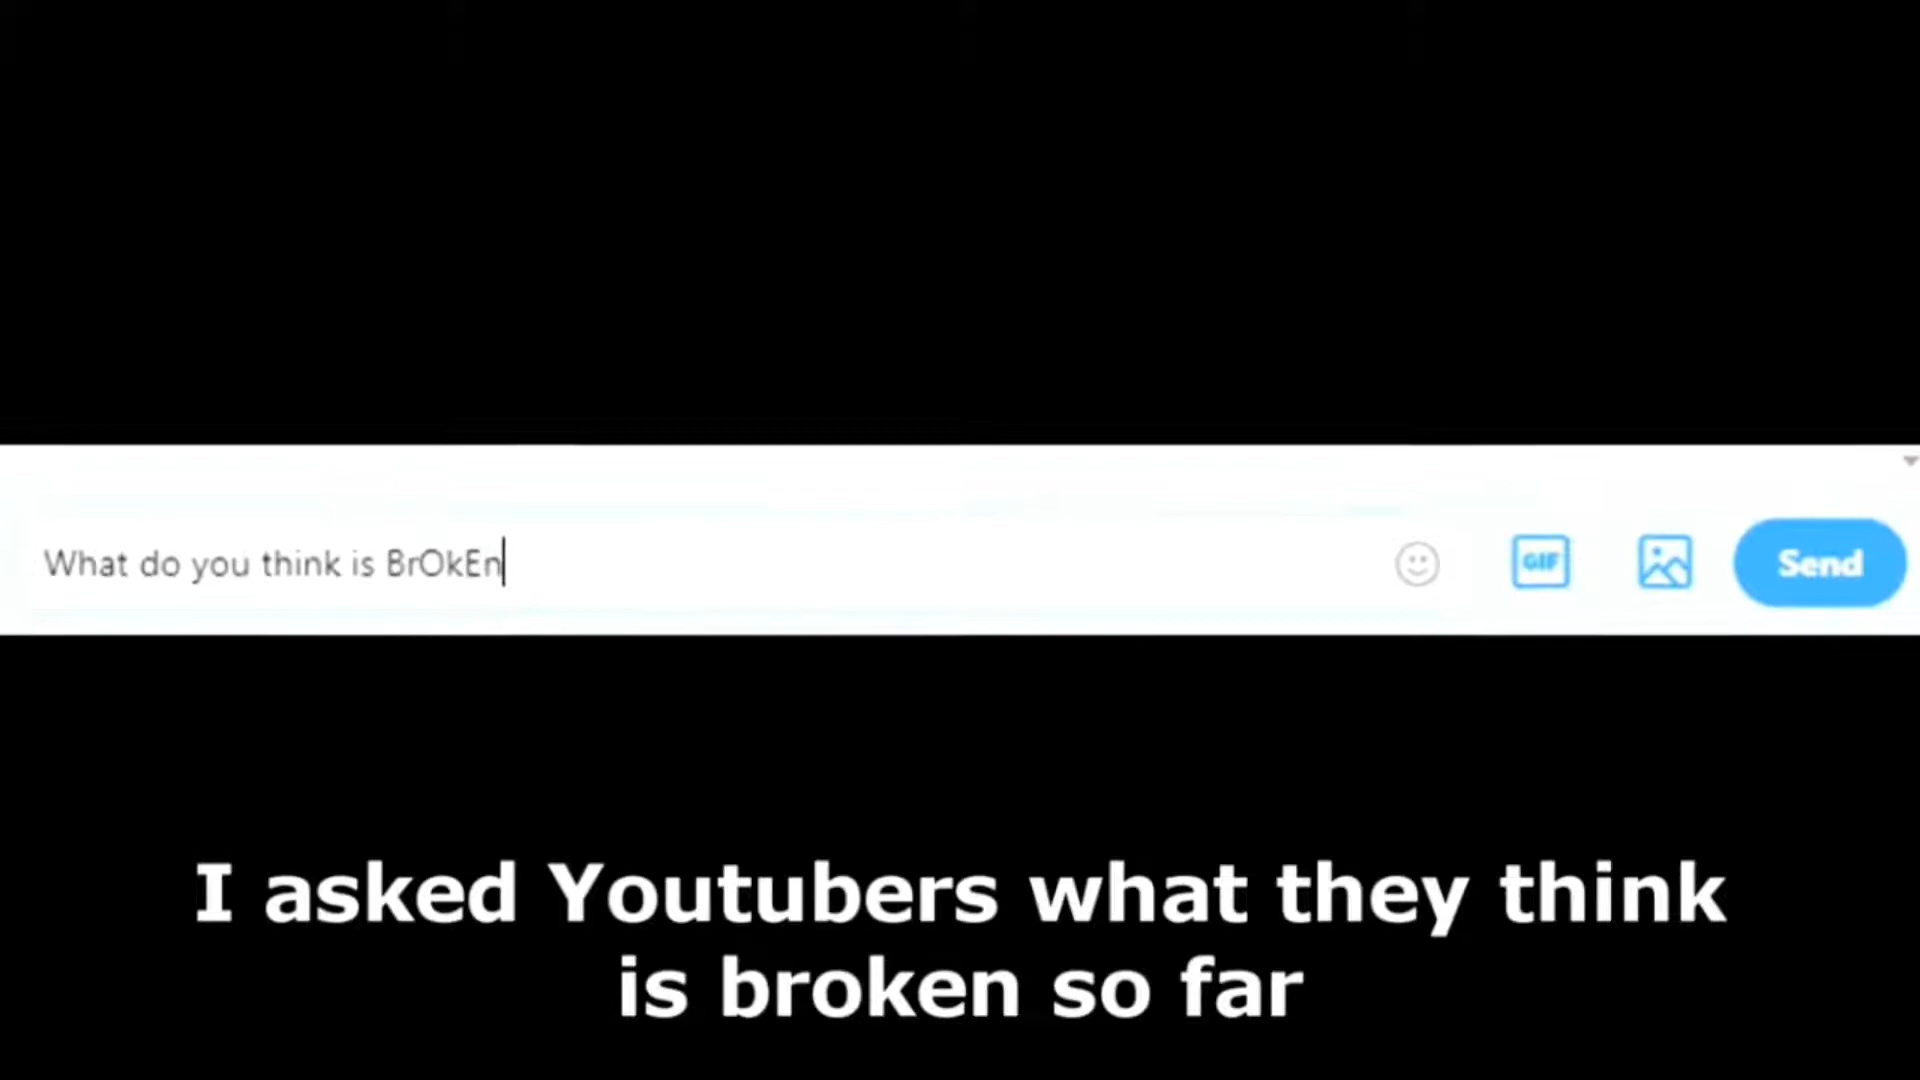 What do you think is BrOkEn
GIF
Send
I asked Youtubers what they think
is broken so far